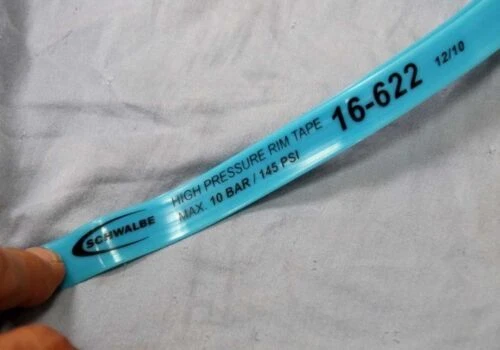 SCHWALBE
HIGH PRESSURE RIM TAPE
MAX. 10 BAR / 145 PSI
16-622
12/10